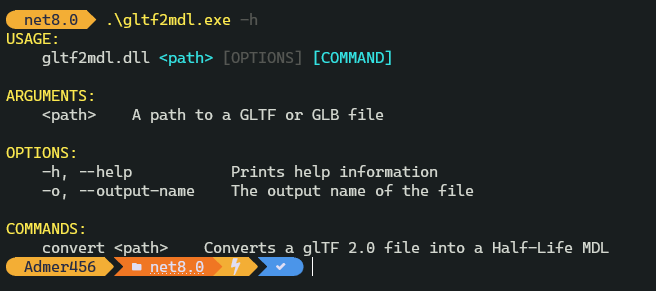 net8.0 .\gltf2mdl.exe -h
USAGE:
gltf2mdl.dll <path> [OPTIONS] [COMMAND]
ARGUMENTS:
<path> A path to a GLTF or GLB file
OPTIONS:
-h, --help Prints help information
-o, --output-name The output name of the file
COMMANDS:
convert <path> Converts a glTF 2.0 file into a Half-Life MDL
Admer456 net8.0